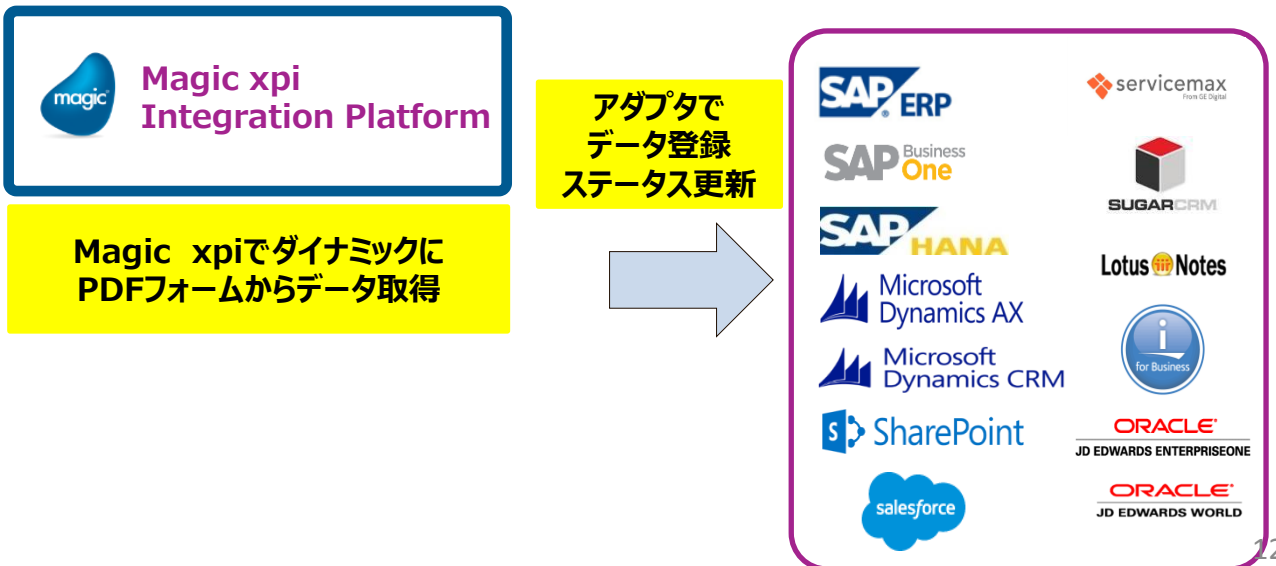 magic
Magic xpi
Integration Platform
Magic xpiでダイナミックに
PDFフォームからデータ取得
アダプタで
データ登録
ステータス更新
SAP ERP
SAP Business One
SAP HANA
Microsoft
Dynamics AX
Microsoft
Dynamics CRM
S SharePoint
salesforce
servicemax
From GE Digital
SUGARCRM
Lotus Notes
i
for Business
ORACLE
JD EDWARDS ENTERPRISEONE
ORACLE
JD EDWARDS WORLD
12